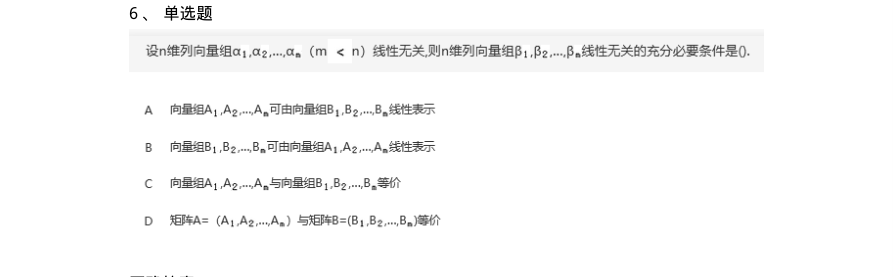 6 、 单选题
设n维列向量组α₁,α₂,...,αₘ（m < n）线性无关,则n维列向量组β₁,β₂,...,βₘ线性无关的充分必要条件是().
A 向量组A₁,A₂,...,Aₘ可由向量组B₁,B₂,...,Bₘ线性表示
B 向量组B₁,B₂,...,Bₘ可由向量组A₁,A₂,...,Aₘ线性表示
C 向量组A₁,A₂,...,Aₘ与向量组B₁,B₂,...,Bₘ等价
D 矩阵A=（A₁,A₂,...,Aₘ）与矩阵B=(B₁,B₂,...,Bₘ)等价